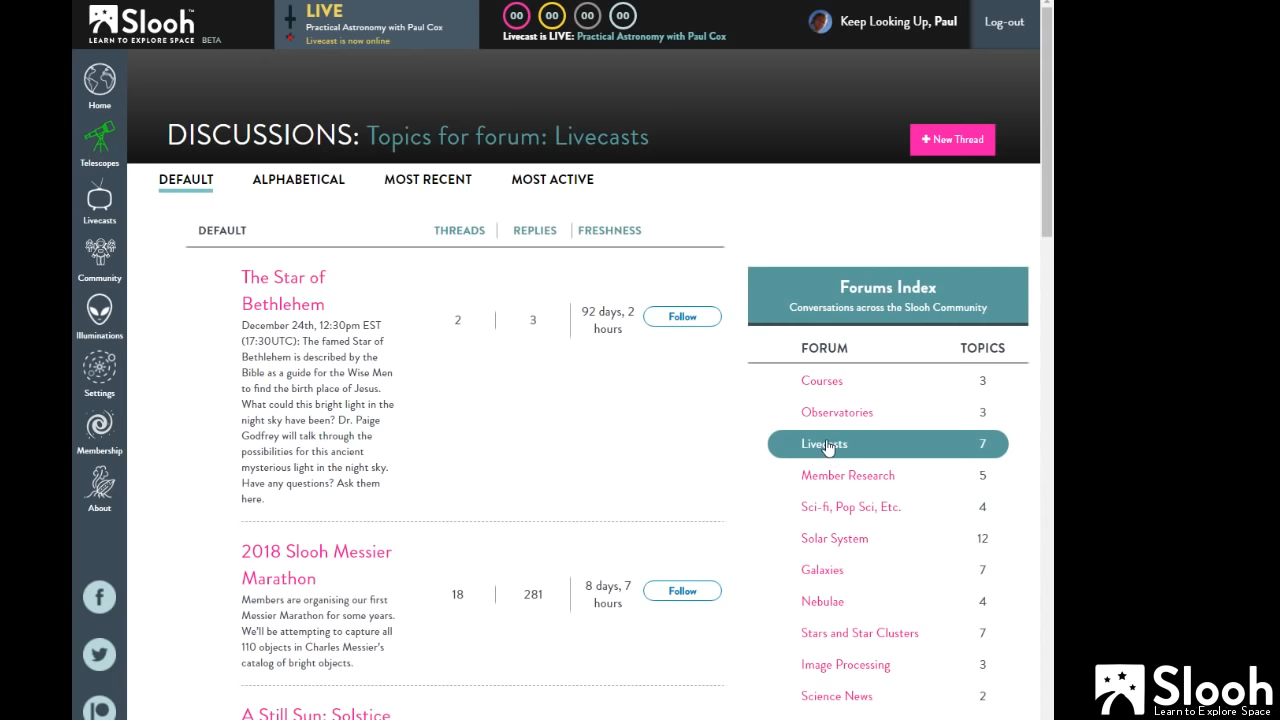 Slooh™
LEARN TO EXPLORE SPACE BETA
LIVE
Practical Astronomy with Paul Cox
Livecast is now online
00 00 00 00
Livecast is LIVE: Practical Astronomy with Paul Cox
Keep Looking Up, Paul
Log-out
Home
Telescopes
Livecasts
Community
Illuminations
Settings
Membership
About
DISCUSSIONS: Topics for forum: Livecasts
+ New Thread
DEFAULT ALPHABETICAL MOST RECENT MOST ACTIVE
DEFAULT THREADS REPLIES FRESHNESS
The Star of
Bethlehem
December 24th, 12:30pm EST
(17:30UTC): The famed Star of
Bethlehem is described by the
Bible as a guide for the Wise Men
to find the birth place of Jesus.
What could this bright light in the
night sky have been? Dr. Paige
Godfrey will talk through the
possibilities for this ancient
mysterious light in the night sky.
Have any questions? Ask them
here.
2
3
92 days, 2
hours
Follow
2018 Slooh Messier
Marathon
Members are organising our first
Messier Marathon for some years.
We'll be attempting to capture all
110 objects in Charles Messier's
catalog of bright objects.
18
281
8 days, 7
hours
Follow
A Still Sun: Solstice
Forums Index
Conversations across the Slooh Community
FORUM TOPICS
Courses 3
Observatories 3
Livecasts 7
Member Research 5
Sci-fi, Pop Sci, Etc. 4
Solar System 12
Galaxies 7
Nebulae 4
Stars and Star Clusters 7
Image Processing 3
Science News 2
Slooh
Learn to Explore Space